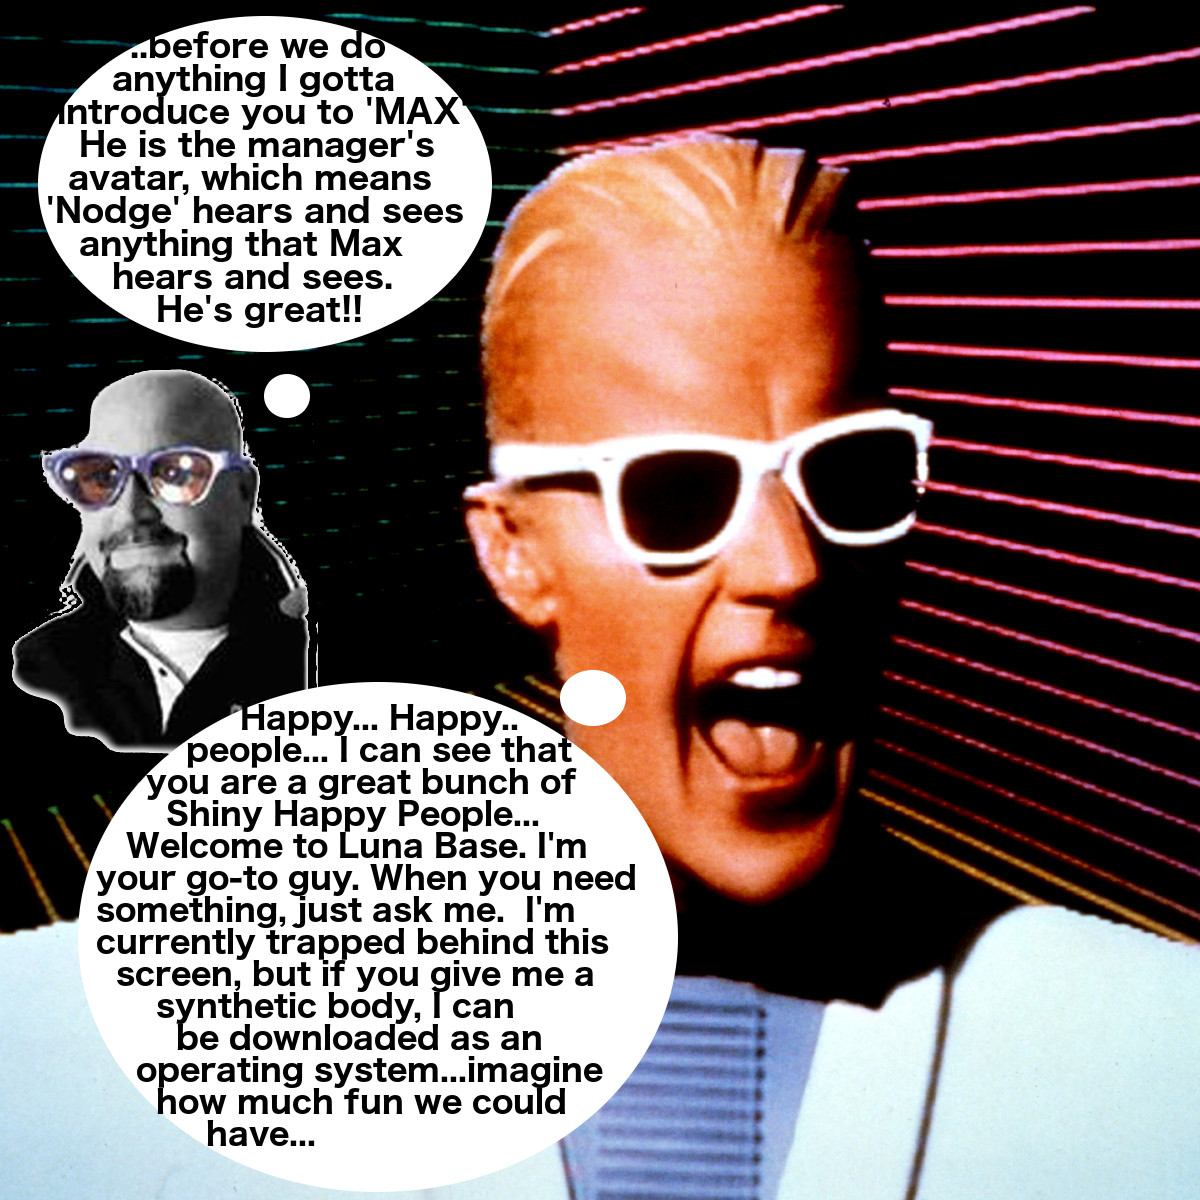 ..before we do
anything I gotta
introduce you to 'MAX'
He is the manager's
avatar, which means
'Nodge' hears and sees
anything that Max
hears and sees.
He's great!!
Happy... Happy..
people... I can see that
you are a great bunch of
Shiny Happy People...
Welcome to Luna Base. I'm
your go-to guy. When you need
something, just ask me.  I'm
currently trapped behind this
screen, but if you give me a
synthetic body, I can
be downloaded as an
operating system...imagine
how much fun we could
have...